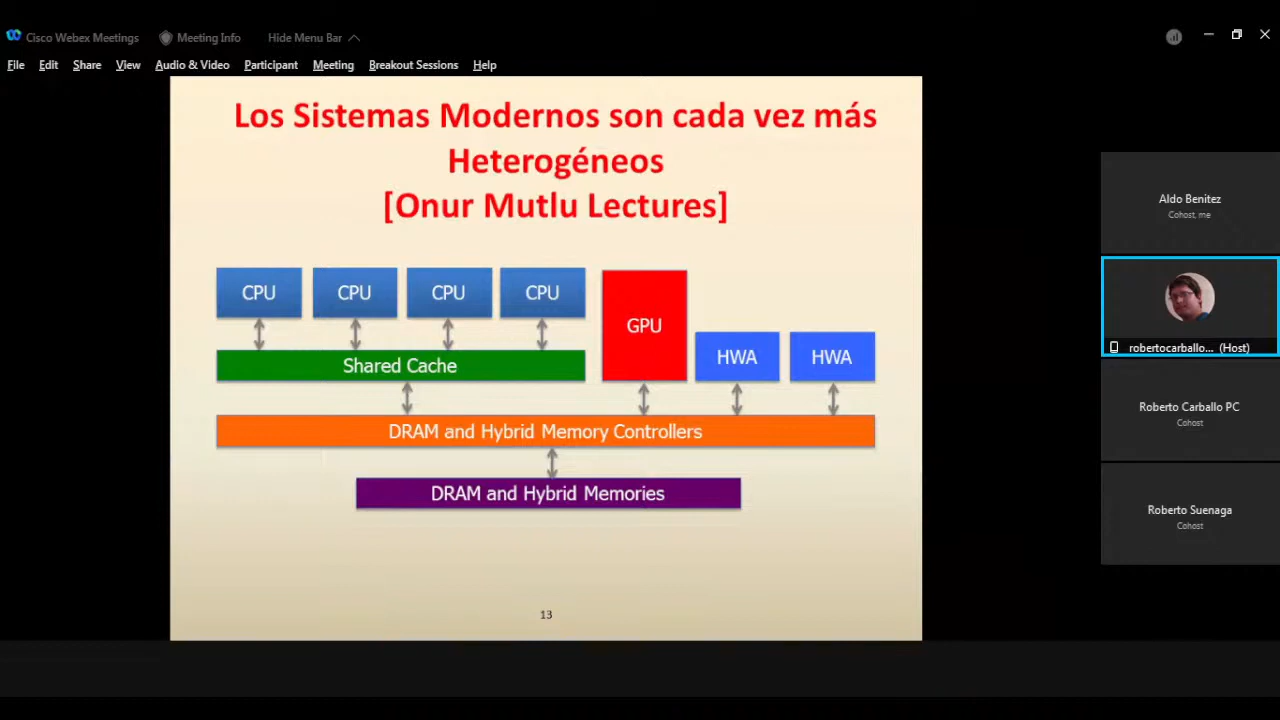 Cisco Webex Meetings Meeting Info Hide Menu Bar
File Edit Share View Audio & Video Participant Meeting Breakout Sessions Help
Los Sistemas Modernos son cada vez más
Heterogéneos
[Onur Mutlu Lectures]
CPU CPU CPU CPU
GPU
HWA HWA
Shared Cache
DRAM and Hybrid Memory Controllers
DRAM and Hybrid Memories
13
Aldo Benitez
Cohost, me
robertocarballo... (Host)
Roberto Carballo PC
Cohost
Roberto Suenaga
Cohost